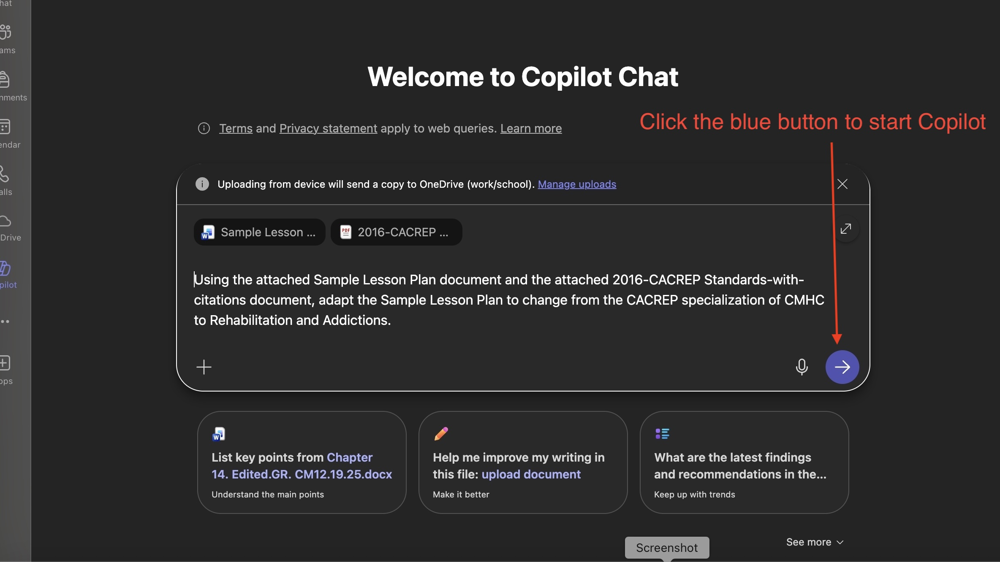 hat
ams
nments
endar
alls
Drive
pilot
pps
Welcome to Copilot Chat
Terms and Privacy statement apply to web queries. Learn more
Click the blue button to start Copilot
Uploading from device will send a copy to OneDrive (work/school). Manage uploads
Sample Lesson ...
PDF
2016-CACREP ...
Using the attached Sample Lesson Plan document and the attached 2016-CACREP Standards-with-
citations document, adapt the Sample Lesson Plan to change from the CACREP specialization of CMHC
to Rehabilitation and Addictions.
List key points from Chapter
14. Edited.GR. CM12.19.25.docx
Understand the main points
Help me improve my writing in
this file: upload document
Make it better
What are the latest findings
and recommendations in the...
Keep up with trends
See more
Screenshot